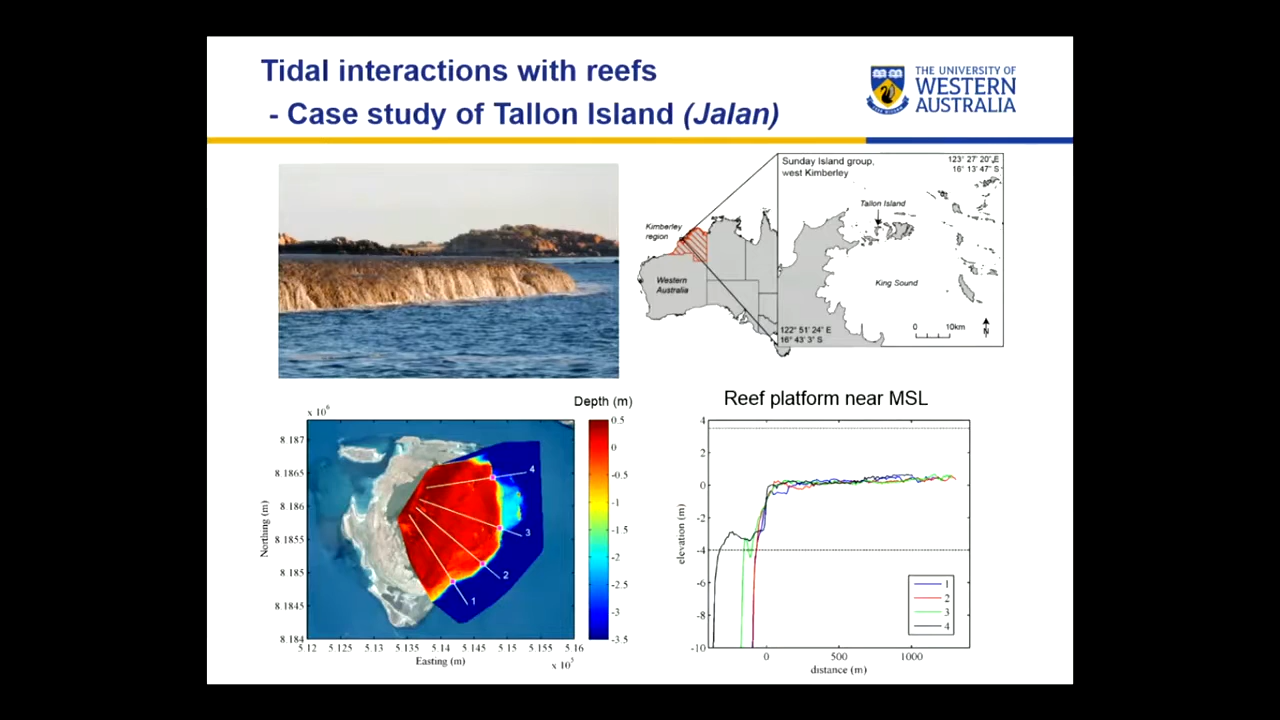 Tidal interactions with reefs
- Case study of Tallon Island (Jalan)
THE UNIVERSITY OF
WESTERN
AUSTRALIA
Sunday Island group,
west Kimberley
123° 27' 20" E
16° 13' 47" S
Tallon Island
Kimberley
region
Western
Australia
King Sound
122° 51' 24" E
16° 43' 3" S
0 10km
N
Depth (m)
x 10⁶
8 187
8 1865
8 186
8 1855
8 185
8 1845
8 184
Northing (m)
5 12 5 125 5 13 5 135 5 14 5 145 5 15 5 155 5 16
Easting (m)
x 10⁵
4
3
2
1
0.5
0
-0.5
-1
-1.5
-2
-2.5
-3
-3.5
Reef platform near MSL
4
2
0
-2
-4
-6
-8
-10
elevation (m)
0 500 1000
distance (m)
1
2
3
4